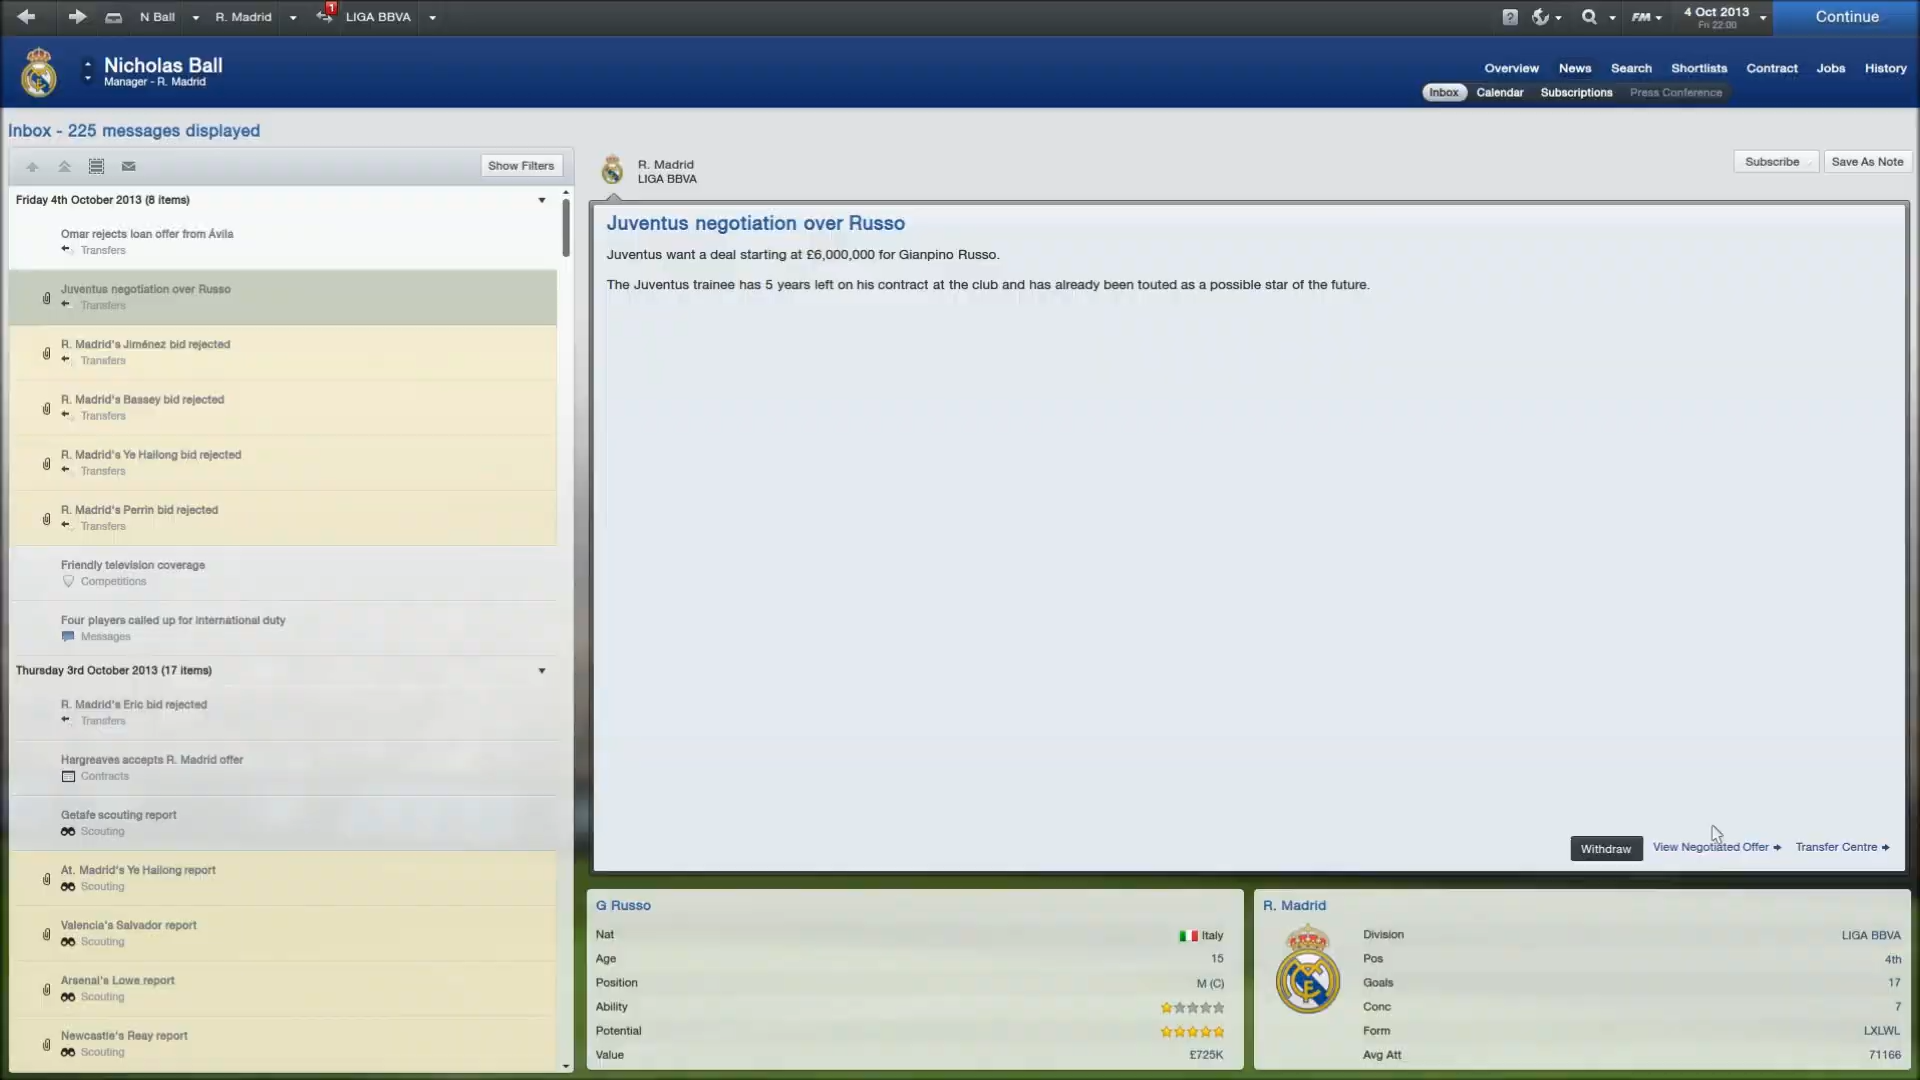 N Ball
R. Madrid
1
LIGA BBVA
?
FM
4 Oct 2013
Fri 22:00
Continue
Nicholas Ball
Manager - R. Madrid
Overview
News
Search
Shortlists
Contract
Jobs
History
Inbox
Calendar
Subscriptions
Press Conference
Inbox - 225 messages displayed
Show Filters
Friday 4th October 2013 (8 items)
Omar rejects loan offer from Ávila
Transfers
Juventus negotiation over Russo
Transfers
R. Madrid's Jiménez bid rejected
Transfers
R. Madrid's Bassey bid rejected
Transfers
R. Madrid's Ye Hailong bid rejected
Transfers
R. Madrid's Perrin bid rejected
Transfers
Friendly television coverage
Competitions
Four players called up for international duty
Messages
Thursday 3rd October 2013 (17 items)
R. Madrid's Eric bid rejected
Transfers
Hargreaves accepts R. Madrid offer
Contracts
Getafe scouting report
Scouting
At. Madrid's Ye Hailong report
Scouting
Valencia's Salvador report
Scouting
Arsenal's Lowe report
Scouting
Newcastle's Reay report
Scouting
R. Madrid
LIGA BBVA
Subscribe
Save As Note
Juventus negotiation over Russo
Juventus want a deal starting at £6,000,000 for Gianpino Russo.
The Juventus trainee has 5 years left on his contract at the club and has already been touted as a possible star of the future.
Withdraw
View Negotiated Offer
Transfer Centre
G Russo
Nat Italy
Age 15
Position M (C)
Ability
Potential
Value £725K
R. Madrid
Division LIGA BBVA
Pos 4th
Goals 17
Conc 7
Form LXLWL
Avg Att 71166